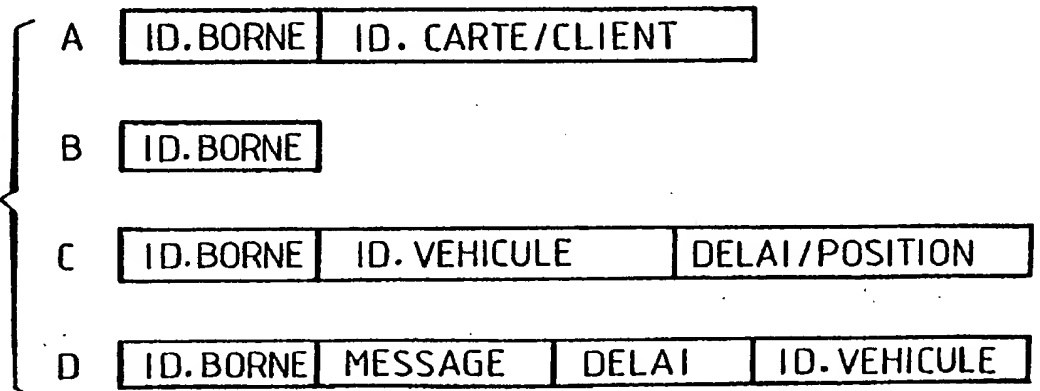 A ID.BORNE ID. CARTE/CLIENT
B ID.BORNE
C ID.BORNE ID. VEHICULE DELAI/POSITION
D ID.BORNE MESSAGE DELAI ID. VEHICULE